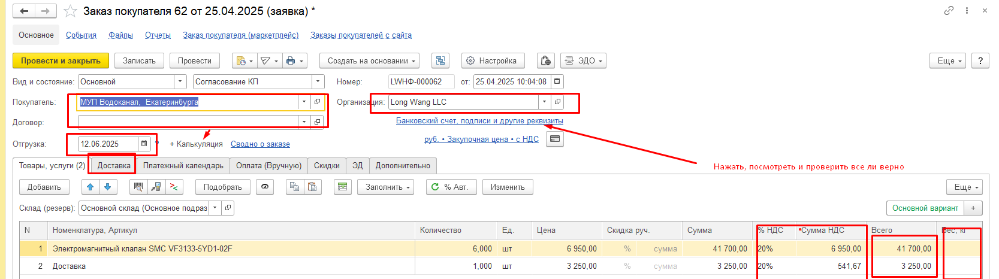 Заказ покупателя 62 от 25.04.2025 (заявка) *
Основное События Файлы Отчеты Заказ покупателя (маркетплейс) Заказы покупателей с сайта
Провести и закрыть Записать Провести Создать на основании Настройка ЭДО Еще ?
Вид и состояние: Основной Согласование КП Номер: LWНФ-000062 от: 25.04.2025 10:04:08
Покупатель: МУП Водоканал, Екатеринбурга Организация: Long Wang LLC
Договор: Банковский счет, подписи и другие реквизиты
Отгрузка: 12.06.2025 ? + Калькуляция Сводно о заказе руб. • Закупочная цена • с НДС
Нажать, посмотреть и проверить все ли верно
Товары, услуги (2) Доставка Платежный календарь Оплата (Вручную) Скидки ЭД Дополнительно
Добавить Подобрать Заполнить % Авт. Изменить Еще
Склад (резерв): Основной склад (Основное подраз Основной вариант +
N Номенклатура, Артикул Количество Ед. Цена Скидка руч. Сумма % НДС Сумма НДС Всего Вес, кг
1 Электромагнитный клапан SMC VF3133-5YD1-02F 6,000 шт 6 950,00 % сумма 41 700,00 20% 6 950,00 41 700,00
2 Доставка 1,000 шт 3 250,00 % сумма 3 250,00 20% 541,67 3 250,00